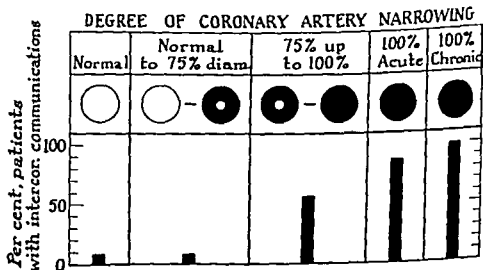 DEGREE OF CORONARY ARTERY NARROWING
Normal
Normal
to 75% diam.
75% up
to 100%
100%
Acute
100%
Chronic
Per cent, patients
with intercor. communications
100
50
0